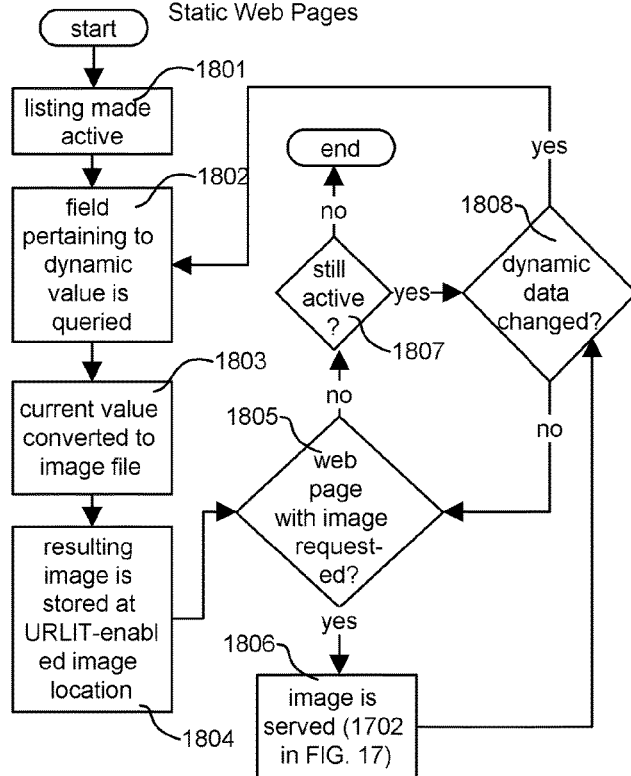 Static Web Pages
start
1801
listing made
active
1802
field
pertaining to
dynamic
value is
queried
1803
current value
converted to
image file
resulting
image is
stored at
URLIT-enabl
ed image
location
1804
end
no
still
active
?
1807
yes
no
1805
web
page
with image
request-
ed?
yes
1806
image is
served (1702
in FIG. 17)
yes
1808
dynamic
data
changed?
no